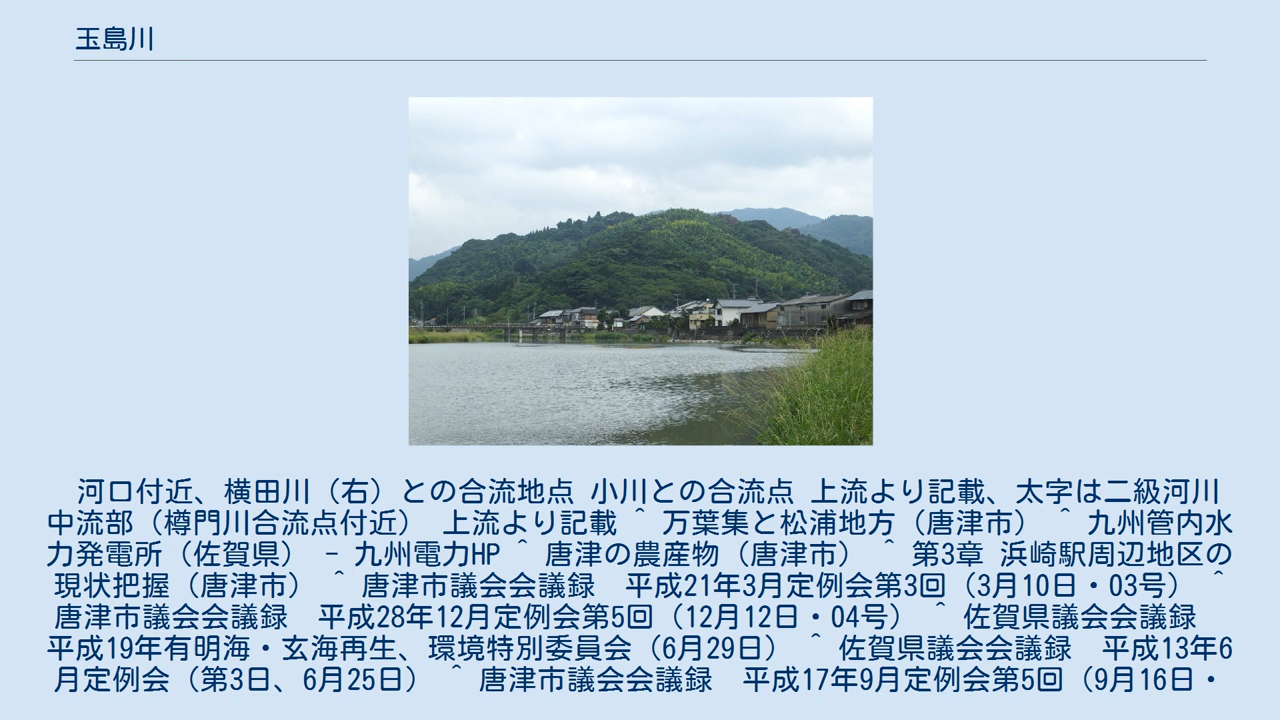 玉島川
河口付近、横田川（右）との合流地点 小川との合流点 上流より記載、太字は二級河川
中流部（樽門川合流点付近） 上流より記載 ^ 万葉集と松浦地方（唐津市） ^ 九州管内水
力発電所（佐賀県） - 九州電力HP ^ 唐津の農産物（唐津市） ^ 第3章 浜崎駅周辺地区の
現状把握（唐津市） ^ 唐津市議会会議録　平成21年3月定例会第3回（3月10日・03号） ^
唐津市議会会議録　平成28年12月定例会第5回（12月12日・04号） ^ 佐賀県議会会議録
平成19年有明海・玄海再生、環境特別委員会（6月29日） ^ 佐賀県議会会議録　平成13年6
月定例会（第3日、6月25日） ^ 唐津市議会会議録　平成17年9月定例会第5回（9月16日・